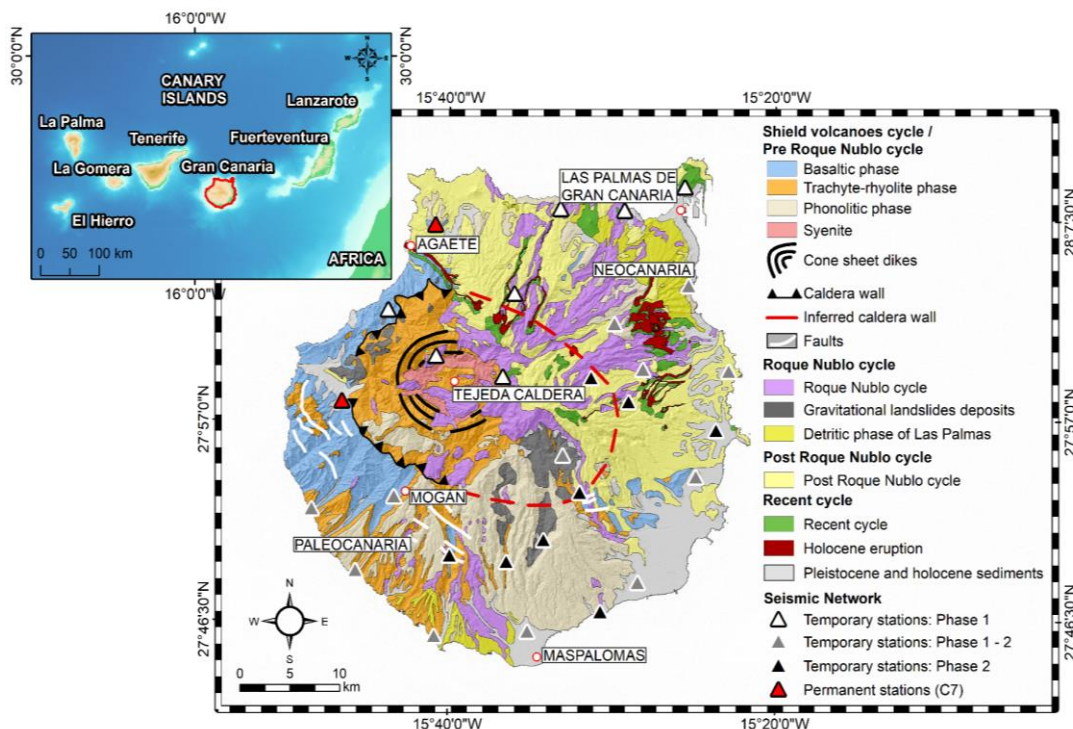 16°0'0"W
30°0'0"N
30°0'0"N
N
W
E
S
CANARY
ISLANDS
Lanzarote
La Palma
Tenerife
Fuerteventura
La Gomera
Gran Canaria
El Hierro
0 50 100 km
AFRICA
16°0'0"W
15°40'0"W
15°20'0"W
28°7'30"N
27°57'0"N
27°57'0"N
27°46'30"N
27°46'30"N
15°40'0"W
15°20'0"W
LAS PALMAS DE
GRAN CANARIA
AGAETE
NEOCANARIA
TEJEDA CALDERA
MOGÁN
PALEOCANARIA
MASPALOMAS
N
W
E
S
0 5 10
km
Shield volcanoes cycle /
Pre Roque Nublo cycle
Basaltic phase
Trachyte-rhyolite phase
Phonolitic phase
Syenite
Cone sheet dikes
Caldera wall
Inferred caldera wall
Faults
Roque Nublo cycle
Roque Nublo cycle
Gravitational landslides deposits
Detritic phase of Las Palmas
Post Roque Nublo cycle
Post Roque Nublo cycle
Recent cycle
Recent cycle
Holocene eruption
Pleistocene and holocene sediments
Seismic Network
Temporary stations: Phase 1
Temporary stations: Phase 1 - 2
Temporary stations: Phase 2
Permanent stations (C7)